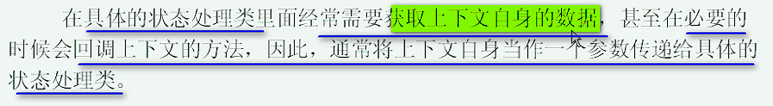 在具体的状态处理类里面经常需要获取上下文自身的数据，甚至在必要的
时候会回调上下文的方法，因此，通常将上下文自身当作一个参数传递给具体的
状态处理类。